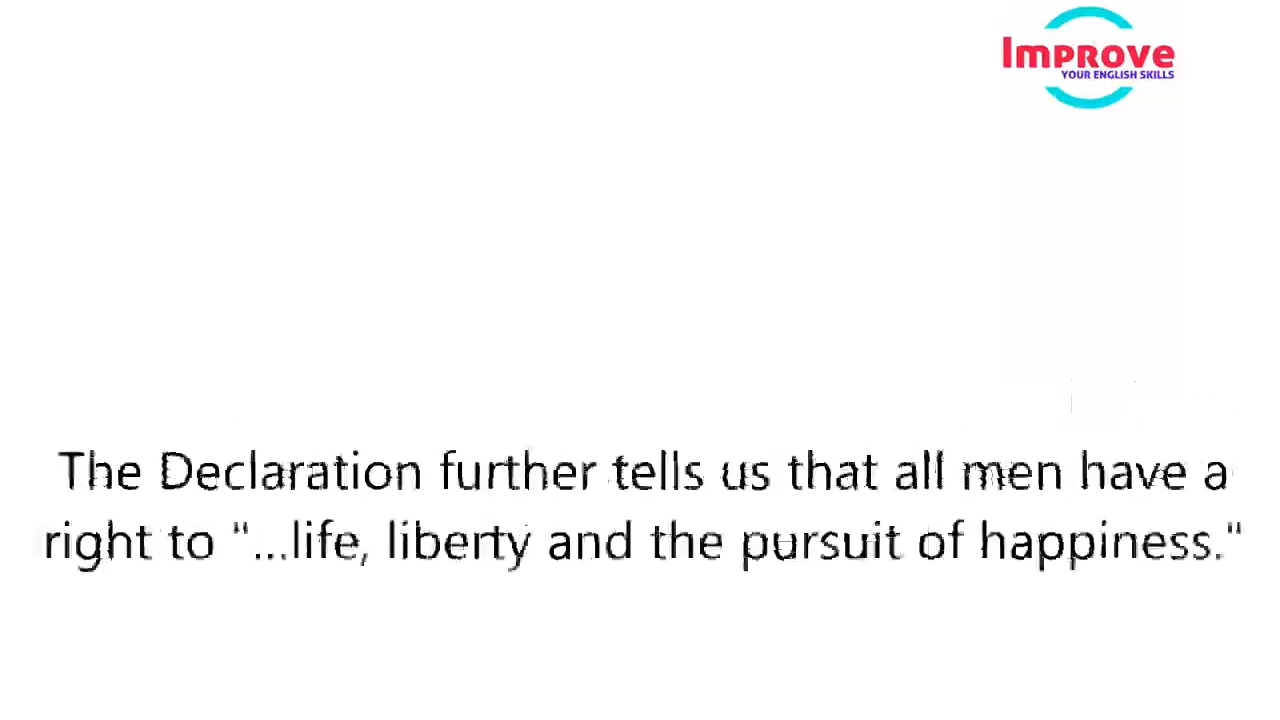 Improve
YOUR ENGLISH SKILLS
The Declaration further tells us that all men have a
right to "...life, liberty and the pursuit of happiness."